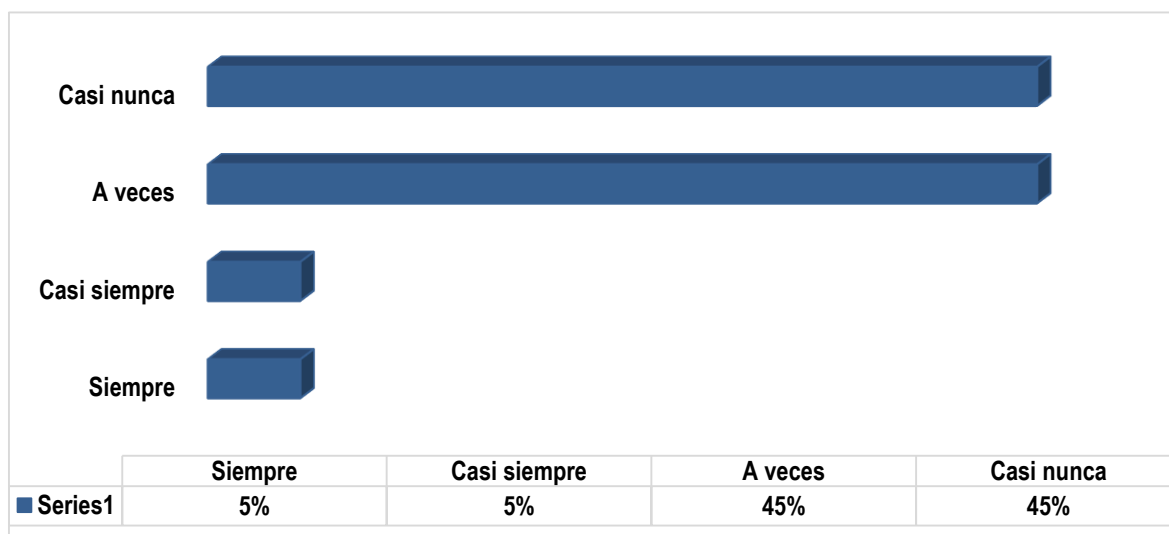 Casi nunca
A veces
Casi siempre
Siempre
Siempre Casi siempre A veces Casi nunca
Series1 5% 5% 45% 45%